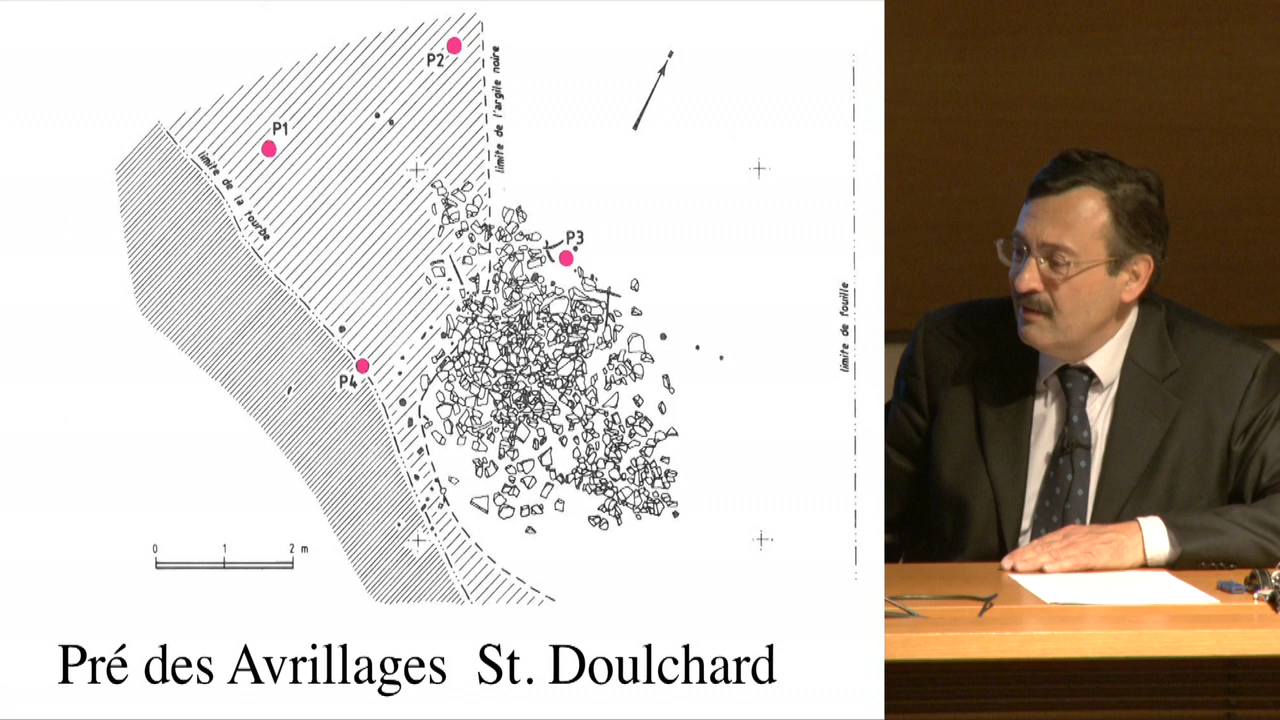 P2
P1
limite de l'argile noire
limite de la tourbe
P3
limite de fouille
P4
0 1 2 m
Pré des Avrillages St. Doulchard